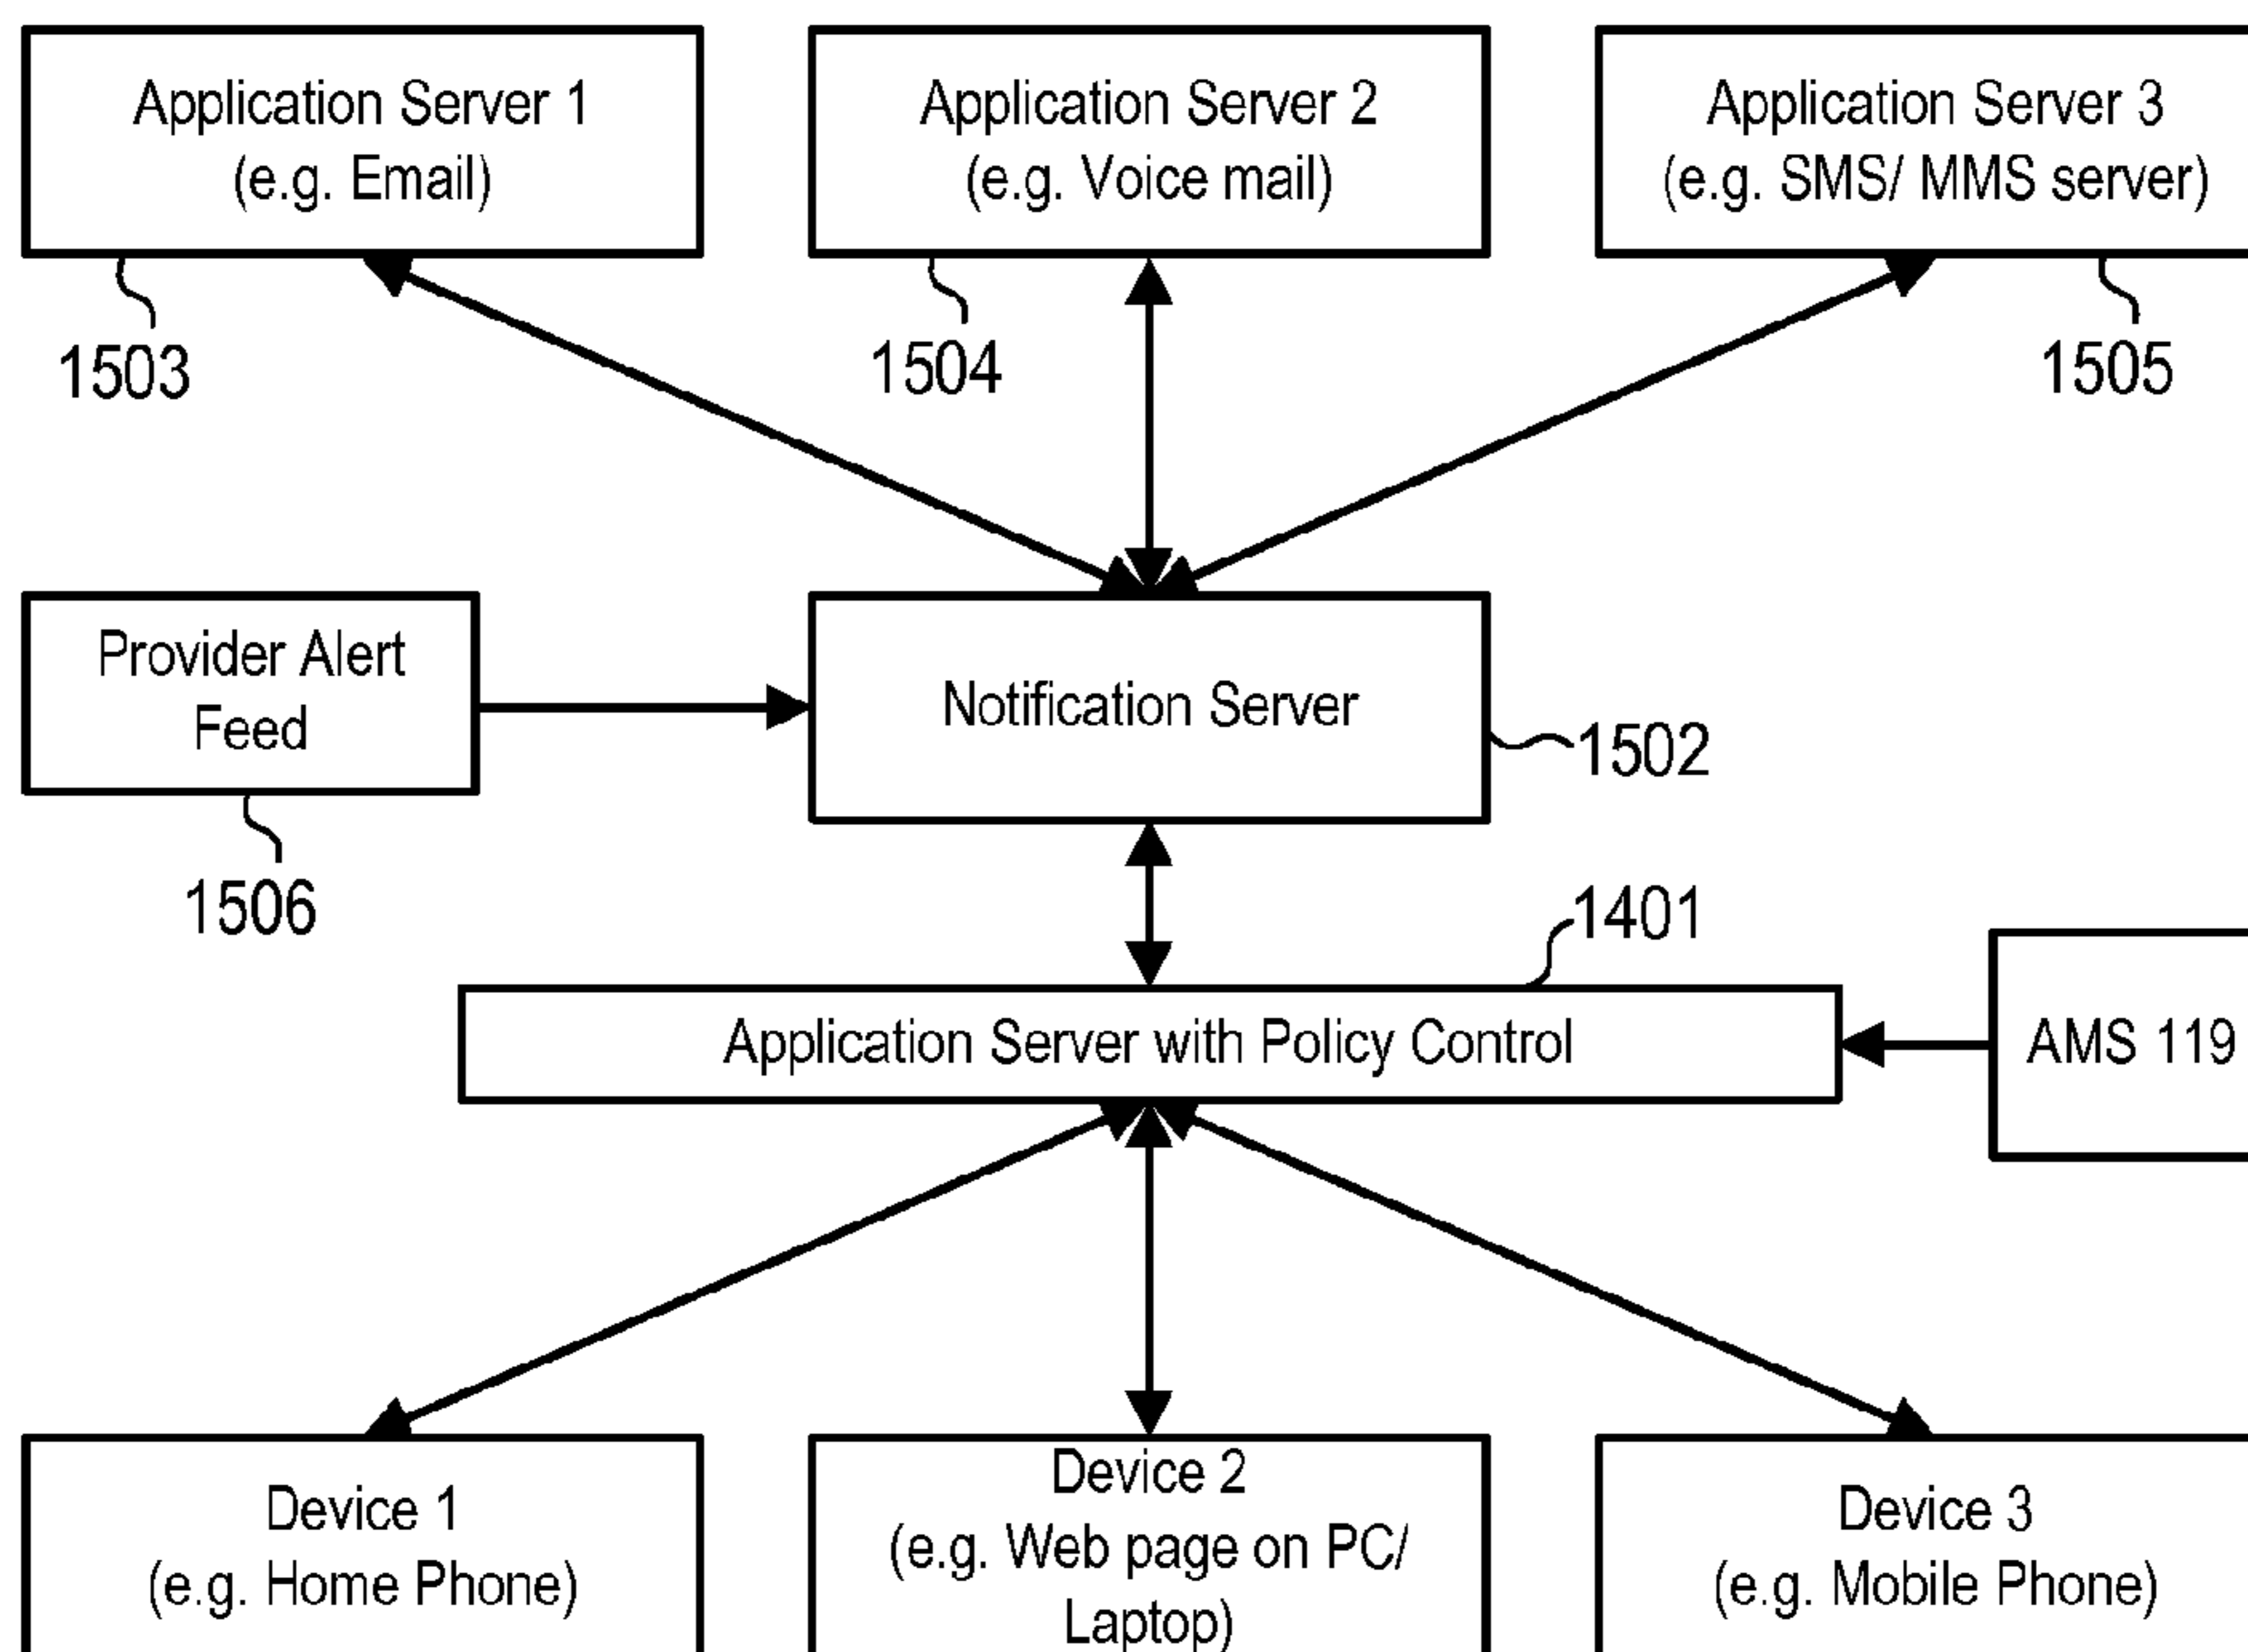 Application Server 1
(e.g. Email)
Application Server 2
(e.g. Voice mail)
Application Server 3
(e.g. SMS/ MMS server)
1503
1504
1505
Provider Alert
Feed
Notification Server
1502
1506
1401
Application Server with Policy Control
AMS 119
Device 1
(e.g. Home Phone)
Device 2
(e.g. Web page on PC/
Laptop)
Device 3
(e.g. Mobile Phone)